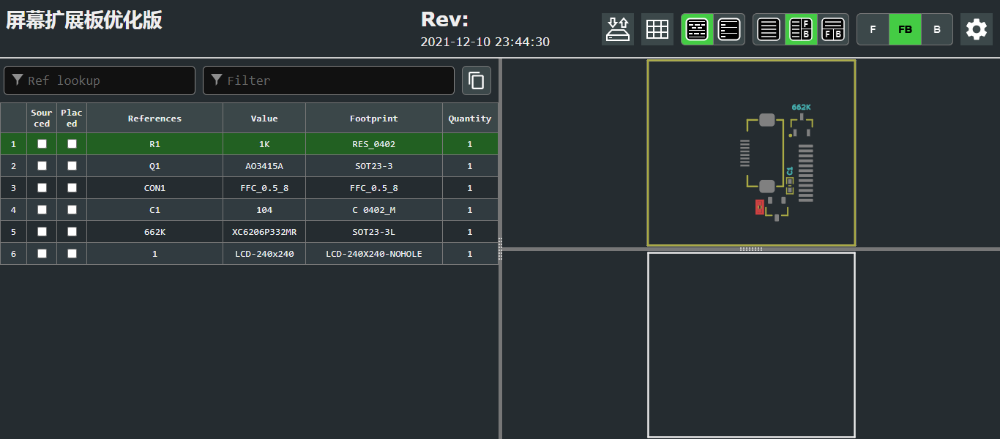 屏幕扩展板优化版
Rev:
2021-12-10 23:44:30
F
B
F B
F FB B
Ref lookup
Filter
Sourced Placed References Value Footprint Quantity
1 R1 1K RES_0402 1
2 Q1 AO3415A SOT23-3 1
3 CON1 FFC_0.5_8 FFC_0.5_8 1
4 C1 104 C 0402_M 1
5 662K XC6206P332MR SOT23-3L 1
6 1 LCD-240x240 LCD-240X240-NOHOLE 1
662K
C1